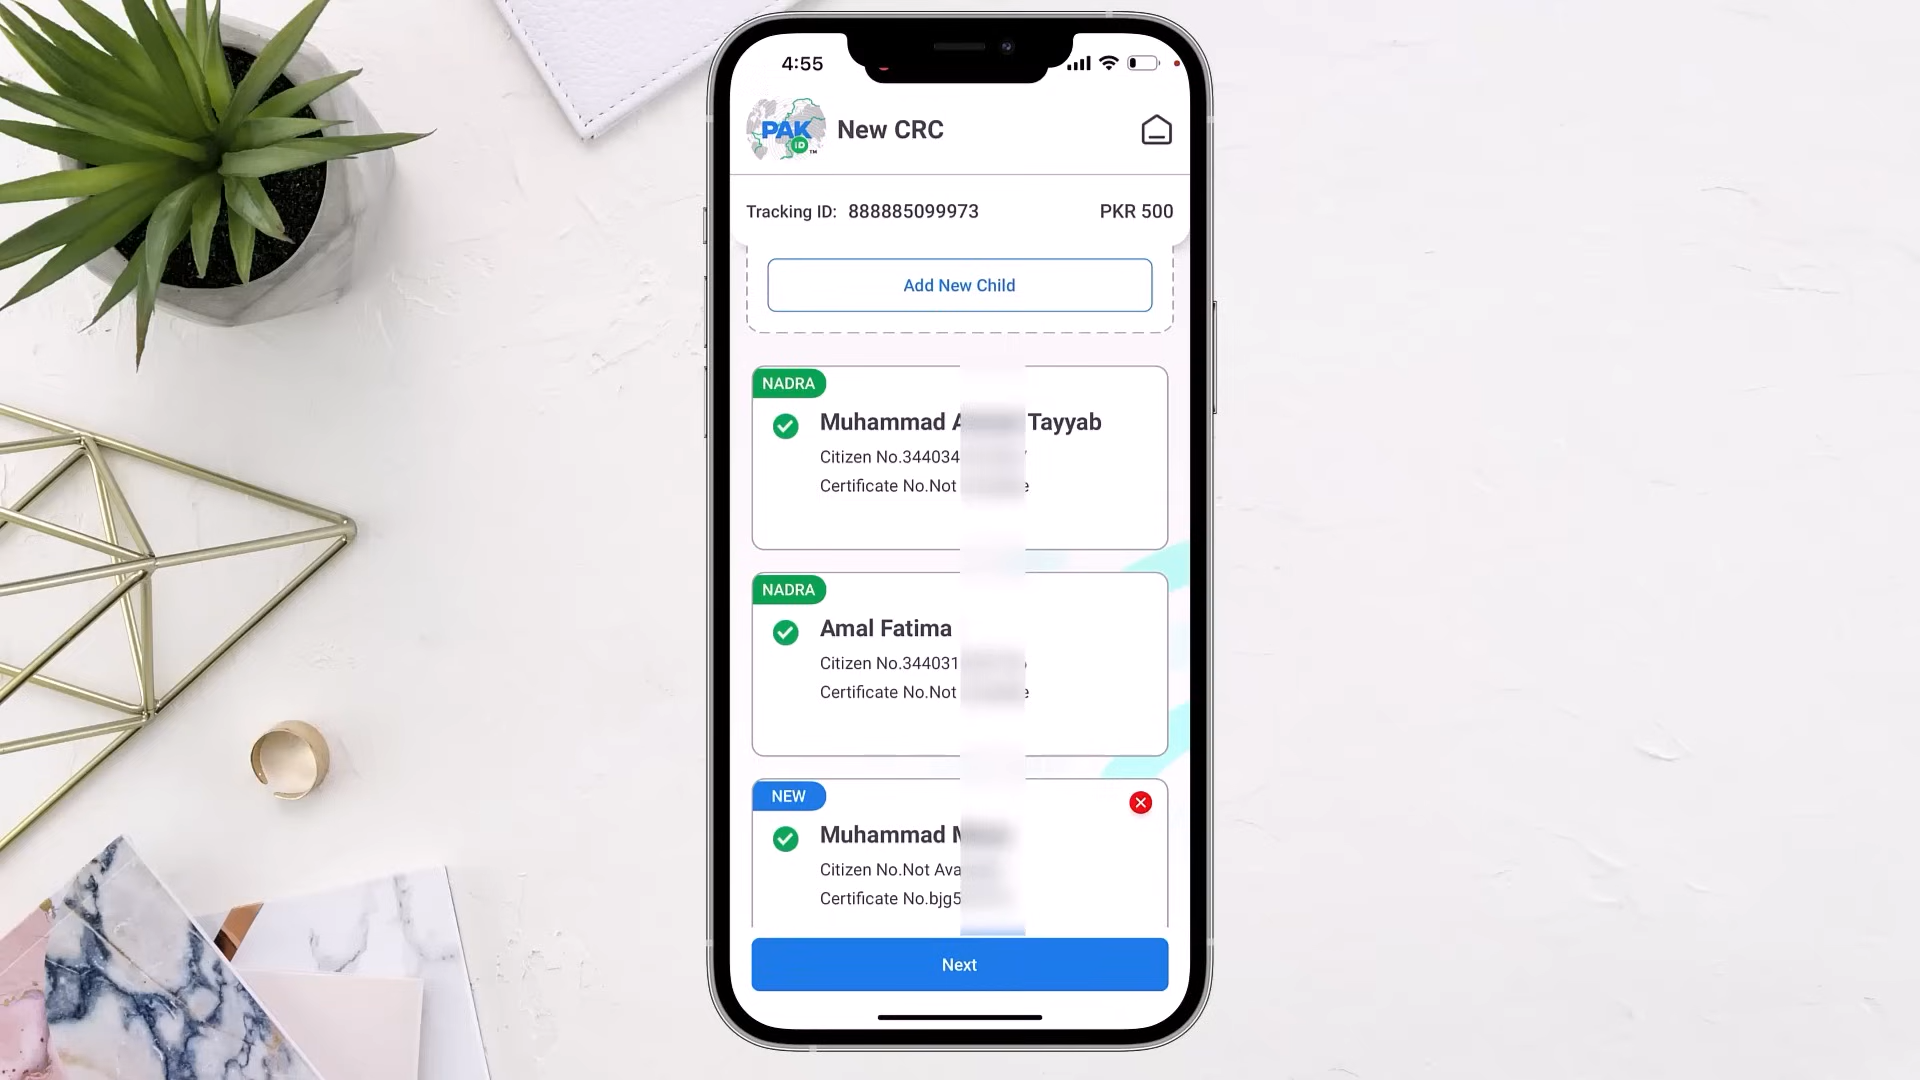 4:55
PAK
iD
TM
New CRC
Tracking ID: 888885099973
PKR 500
Add New Child
NADRA
Muhammad Tayyab
Citizen No.344034
Certificate No.Not
NADRA
Amal Fatima
Citizen No.344031
Certificate No.Not
NEW
Muhammad
Citizen No.Not
Certificate No.bjg5
Next